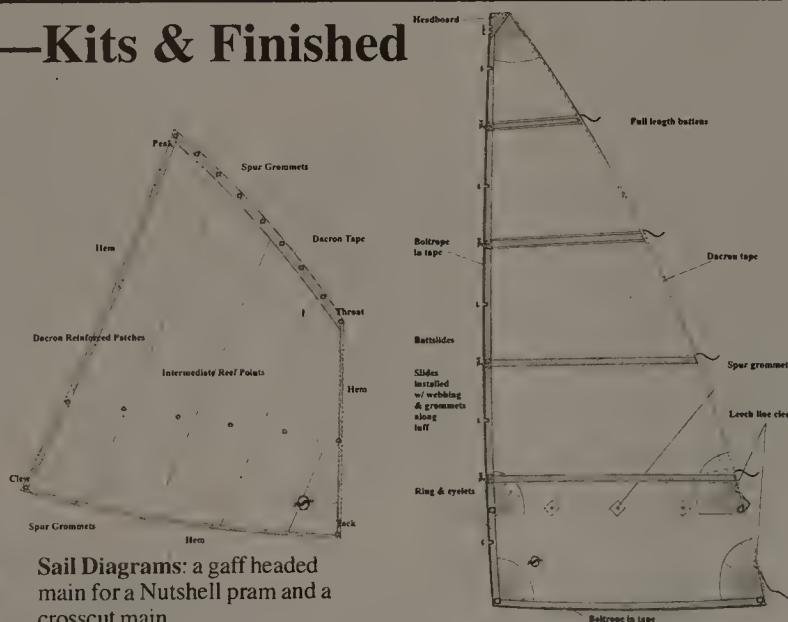 —Kits & Finished
Peak
Spur Grommets
Hem
Dacron Tape
Throat
Dacron Reinforced Patches
Intermediate Reef Points
Hem
Clew
Tack
Spur Grommets
Hem
Sail Diagrams: a gaff headed
main for a Nutshell pram and a
crosscut main
Headboard
Full length battens
Boltrope
in tape
Dacron tape
Battslides
Spur grommet
Slides
installed
w/ webbing
& grommets
along
luff
Leech line
Ring & eyelets
Boltrope in tape